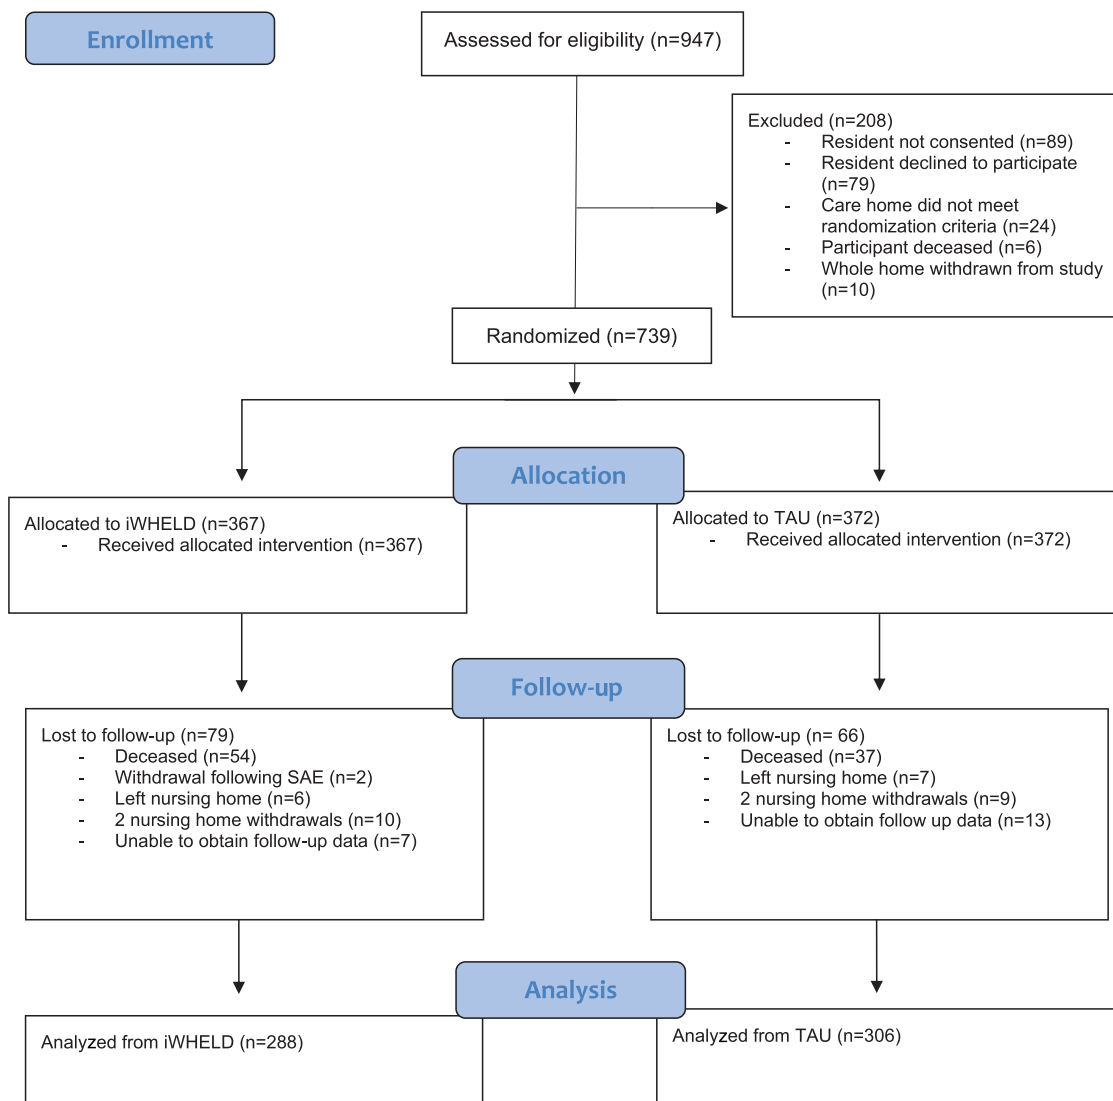 Enrollment
Assessed for eligibility (n=947)
Excluded (n=208)
- Resident not consented (n=89)
- Resident declined to participate
(n=79)
- Care home did not meet
randomization criteria (n=24)
- Participant deceased (n=6)
- Whole home withdrawn from study
(n=10)
Randomized (n=739)
Allocation
Allocated to iWHELD (n=367)
- Received allocated intervention (n=367)
Allocated to TAU (n=372)
- Received allocated intervention (n=372)
Follow-up
Lost to follow-up (n=79)
- Deceased (n=54)
- Withdrawal following SAE (n=2)
- Left nursing home (n=6)
- 2 nursing home withdrawals (n=10)
- Unable to obtain follow-up data (n=7)
Lost to follow-up (n= 66)
- Deceased (n=37)
- Left nursing home (n=7)
- 2 nursing home withdrawals (n=9)
- Unable to obtain follow up data (n=13)
Analysis
Analyzed from iWHELD (n=288)
Analyzed from TAU (n=306)